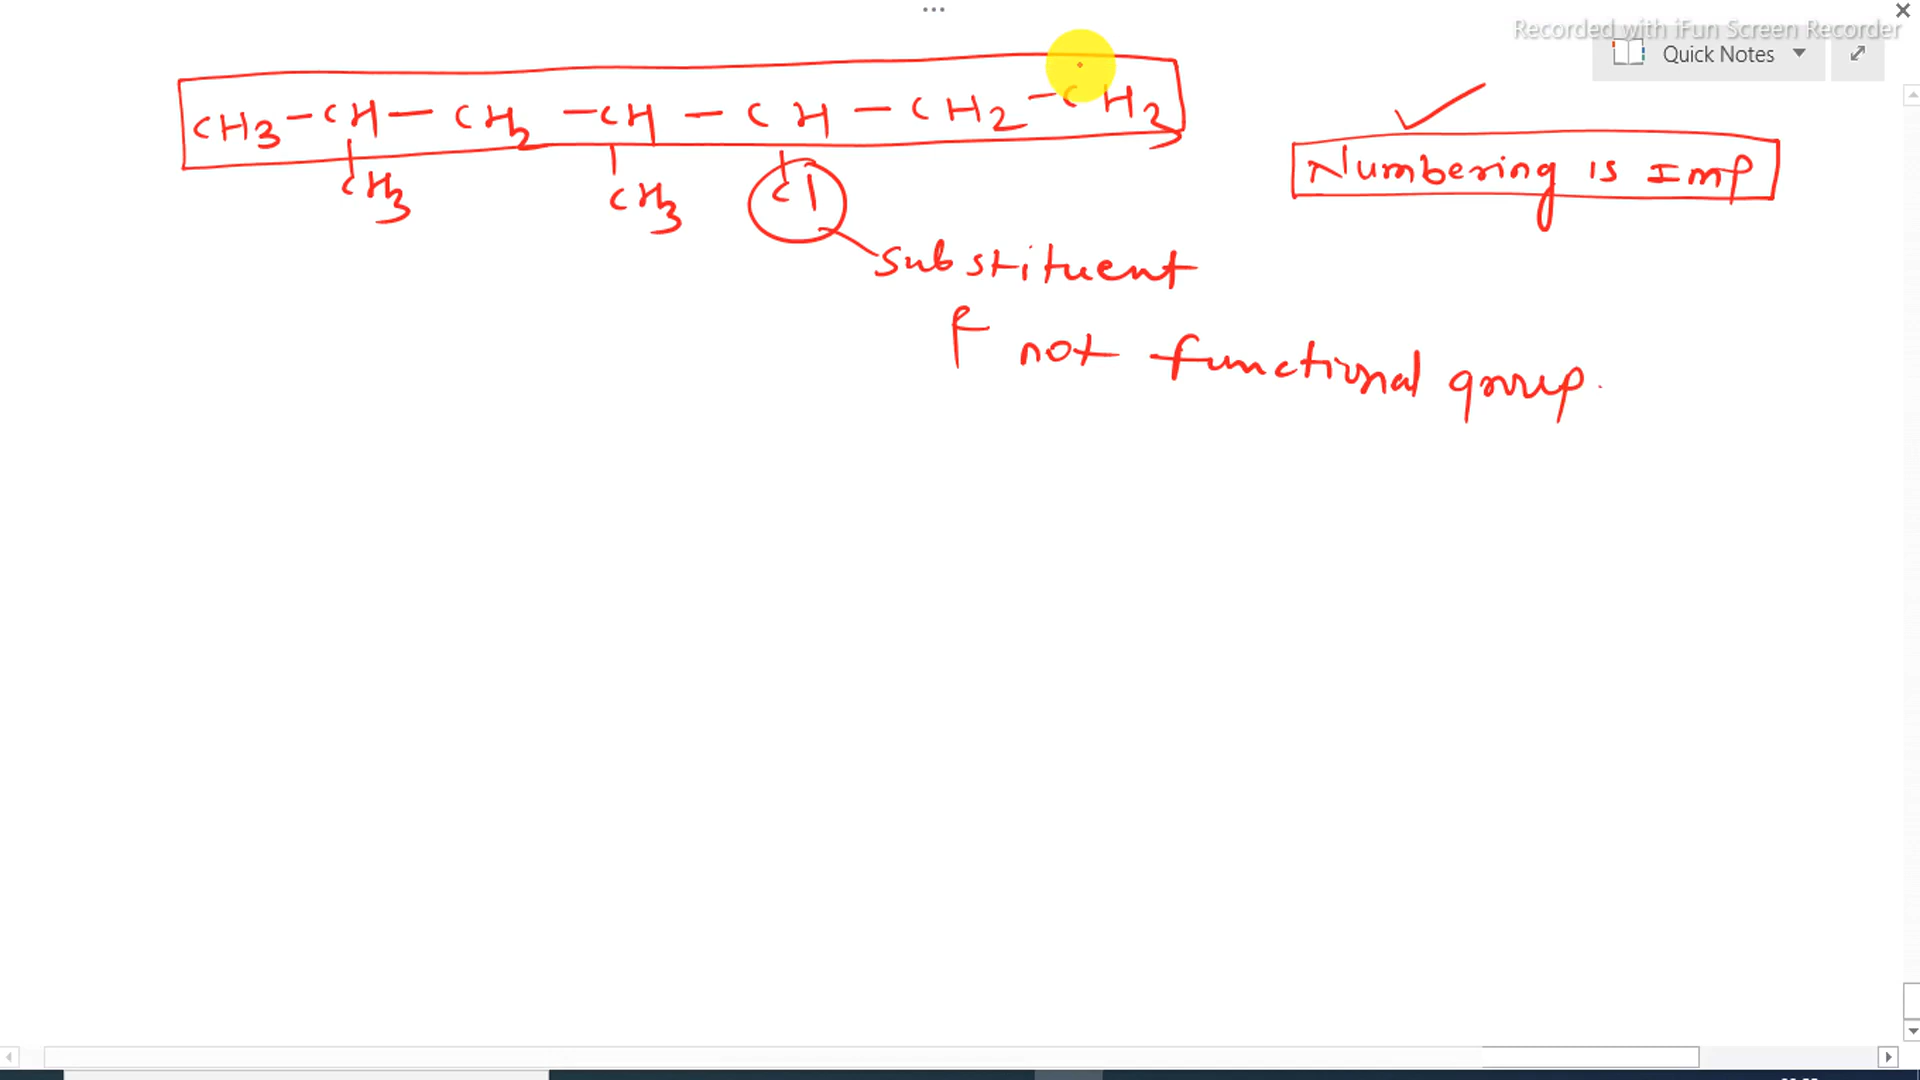 Recorded with iFun Screen Recorder
Quick Notes
CH3-CH-CH2-CH-CH-CH2-CH3
CH3 CH3 Cl
Numbering is Imp
substituent
not functional group.